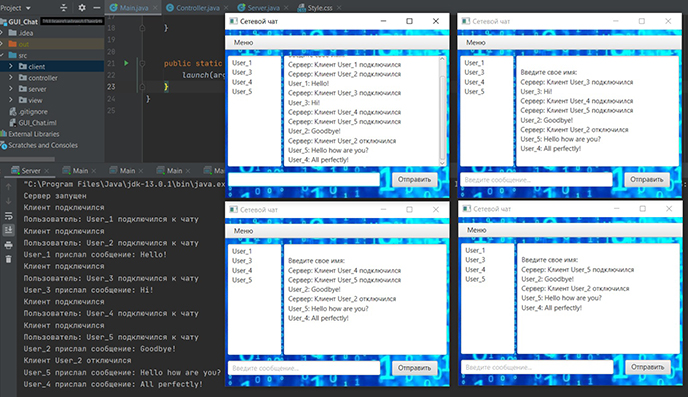 Project
Main.java
Controller.java
Server.java
Style.css
GUI_Chat
.idea
out
src
client
controller
server
view
.gitignore
GUI_Chat.iml
External Libraries
Scratches and Consoles
20
21
22
23
24
25
}
public static
launch(arg
}
}
Сетевой чат
Меню
User_1
User_3
User_4
User_5
Сервер: Клиент User_1 подключился
Сервер: Клиент User_2 подключился
User_1: Hello!
Сервер: Клиент User_3 подключился
User_3: Hi!
Сервер: Клиент User_4 подключился
Сервер: Клиент User_5 подключился
User_2: Goodbye!
Сервер: Клиент User_2 отключился
User_5: Hello how are you?
User_4: All perfectly!
Отправить
Сетевой чат
Меню
User_1
User_3
User_4
User_5
Введите свое имя:
Сервер: Клиент User_3 подключился
User_3: Hi!
Сервер: Клиент User_4 подключился
Сервер: Клиент User_5 подключился
User_2: Goodbye!
Сервер: Клиент User_2 отключился
User_5: Hello how are you?
User_4: All perfectly!
Введите сообщение...
Отправить
Server
Main
Main
Main
Ma
"C:\Program Files\Java\jdk-13.0.1\bin\java.ex
Сервер запущен
Клиент подключился
Пользователь: User_1 подключился к чату
Клиент подключился
Пользователь: User_2 подключился к чату
User_1 прислал сообщение: Hello!
Клиент подключился
Пользователь: User_3 подключился к чату
User_3 прислал сообщение: Hi!
Клиент подключился
Пользователь: User_4 подключился к чату
Клиент подключился
Пользователь: User_5 подключился к чату
User_2 прислал сообщение: Goodbye!
Клиент User_2 отключился
User_5 прислал сообщение: Hello how are you?
User_4 прислал сообщение: All perfectly!
Сетевой чат
Меню
User_1
User_3
User_4
User_5
Введите свое имя:
Сервер: Клиент User_4 подключился
Сервер: Клиент User_5 подключился
User_2: Goodbye!
Сервер: Клиент User_2 отключился
User_5: Hello how are you?
User_4: All perfectly!
Введите сообщение...
Отправить
Сетевой чат
Меню
User_1
User_3
User_4
User_5
Введите свое имя:
Сервер: Клиент User_5 подключился
User_2: Goodbye!
Сервер: Клиент User_2 отключился
User_5: Hello how are you?
User_4: All perfectly!
Введите сообщение...
Отправить